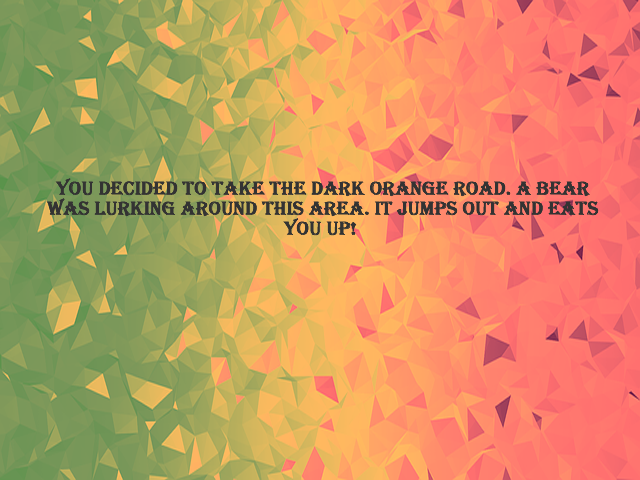 YOU DECIDED TO TAKE THE DARK ORANGE ROAD. A BEAR
WAS LURKING AROUND THIS AREA. IT JUMPS OUT AND EATS
YOU UP!